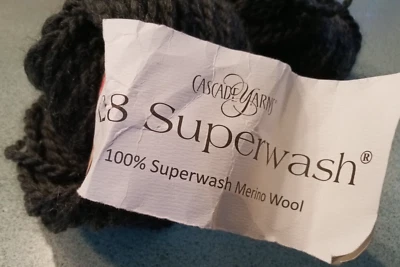 CASCADE YARNS
28 Superwash®
100% Superwash Merino Wool